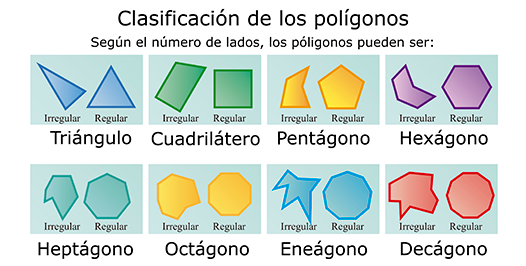 Clasificación de los polígonos
Según el número de lados, los póligonos pueden ser:
Irregular Regular Irregular Regular Irregular Regular Irregular Regular
Triángulo Cuadrilátero Pentágono Hexágono
Irregular Regular Irregular Regular Irregular Regular Irregular Regular
Heptágono Octágono Eneágono Decágono